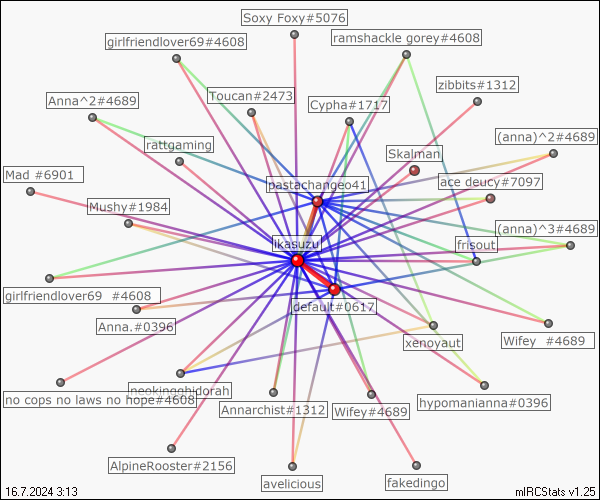 Soxy Foxy#5076
girlfriendlover69#4608
ramshackle gorey#4608
zibbits#1312
Toucan#2473
Anna^2#4689
Cypha#1717
(anna)^2#4689
rattgaming
Skalman
Mad #6901
pastachangeo41
ace deucy#7097
Mushy#1984
(anna)^3#4689
likasuzu
frisout
girlfriendlover69 #4608
default#0617
Anna.#0396
xenoyaut
Wifey #4689
neokingghidorah
no cops no laws no hope#4608
Annarchist#1312
Wifey#4689
hypomanianna#0396
AlpineRooster#2156
avelicious
fakedingo
16.7.2024 3:13
mIRCStats v1.25